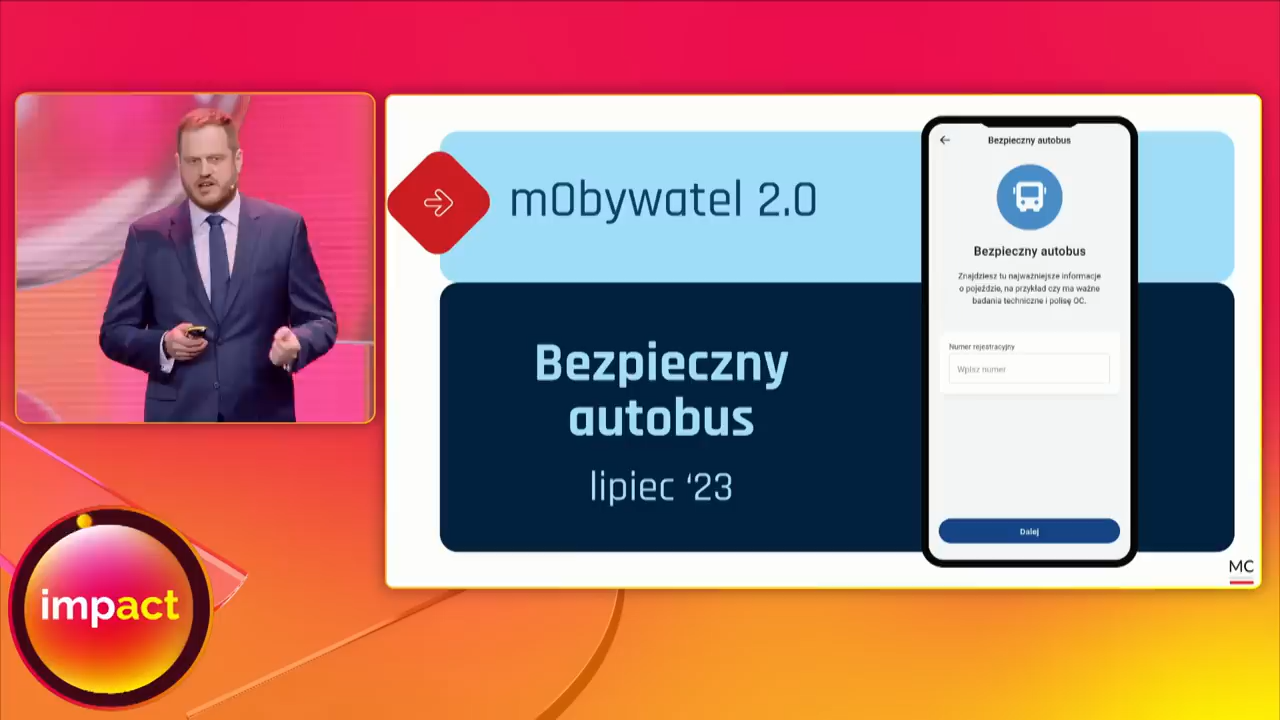 mObywatel 2.0
Bezpieczny
autobus
lipiec ‘23
Bezpieczny autobus
Bezpieczny autobus
Znajdziesz tu najważniejsze informacje
o pojeździe, na przykład czy ma ważne
badania techniczne i polisę OC.
Numer rejestracyjny
Wpisz numer
Dalej
MC
impact